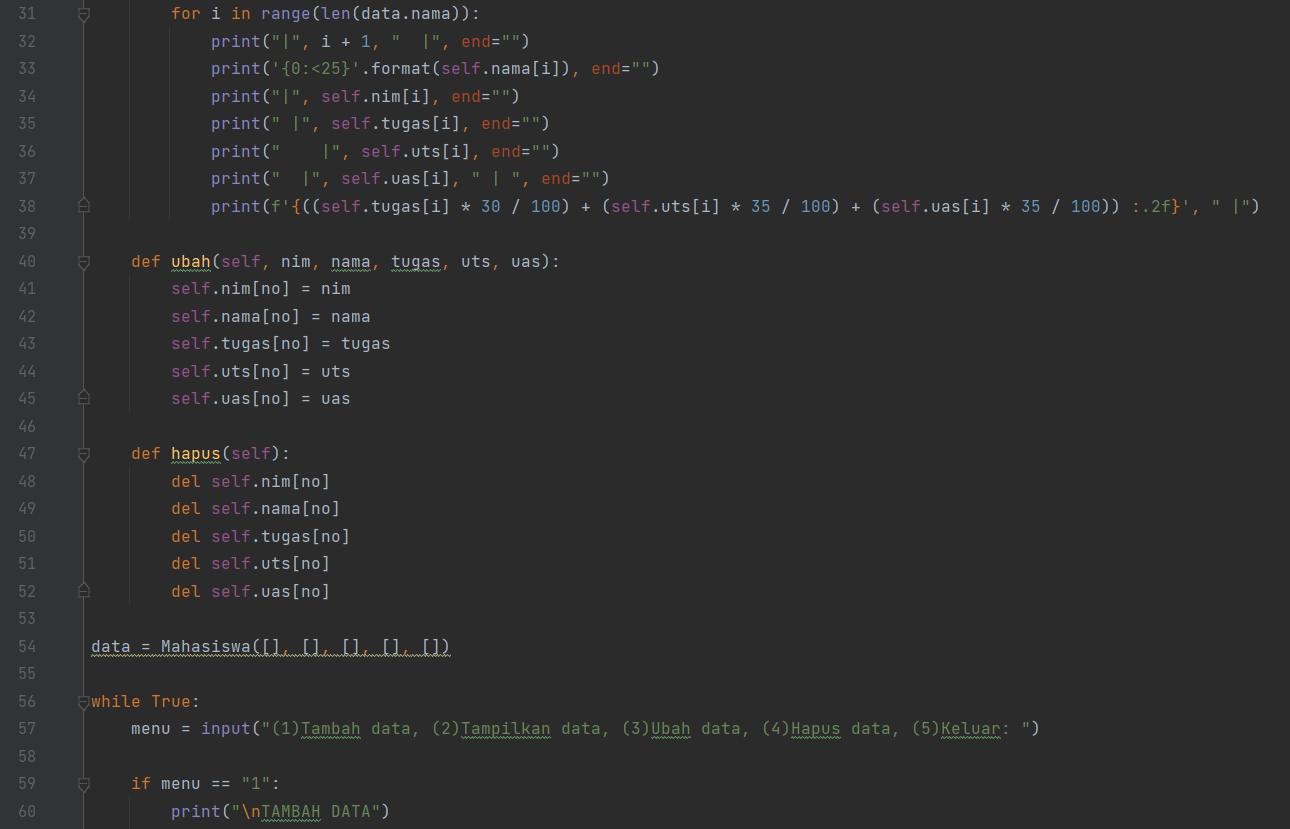 31         for i in range(len(data.nama)):
32             print("|", i + 1, "  |", end="")
33             print('{0:<25}'.format(self.nama[i]), end="")
34             print("|", self.nim[i], end="")
35             print(" |", self.tugas[i], end="")
36             print("    |", self.uts[i], end="")
37             print("  |", self.uas[i], " | ", end="")
38             print(f'{((self.tugas[i] * 30 / 100) + (self.uts[i] * 35 / 100) + (self.uas[i] * 35 / 100)) :.2f}', " |")
39
40     def ubah(self, nim, nama, tugas, uts, uas):
41         self.nim[no] = nim
42         self.nama[no] = nama
43         self.tugas[no] = tugas
44         self.uts[no] = uts
45         self.uas[no] = uas
46
47     def hapus(self):
48         del self.nim[no]
49         del self.nama[no]
50         del self.tugas[no]
51         del self.uts[no]
52         del self.uas[no]
53
54 data = Mahasiswa([], [], [], [], [])
55
56 while True:
57     menu = input("(1)Tambah data, (2)Tampilkan data, (3)Ubah data, (4)Hapus data, (5)Keluar: ")
58
59     if menu == "1":
60         print("\nTAMBAH DATA")